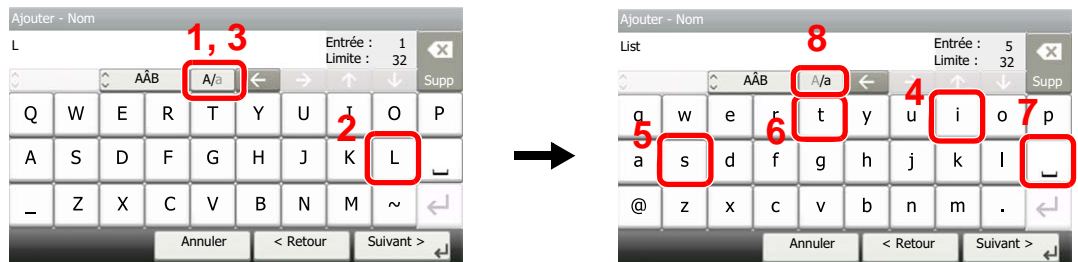 Ajouter - Nom
L
Entrée : 1
Limite : 32
1, 3
AÂB
A/a
Supp
Q W E R T Y U I O P
2
A S D F G H J K L
_ Z X C V B N M ~
Annuler
< Retour
Suivant >
Ajouter - Nom
List
Entrée : 5
Limite : 32
8
AÂB
A/a
Supp
4
7
q w e r t y u i o p
5
6
a s d f g h j k l
@ z x c v b n m .
Annuler
< Retour
Suivant >